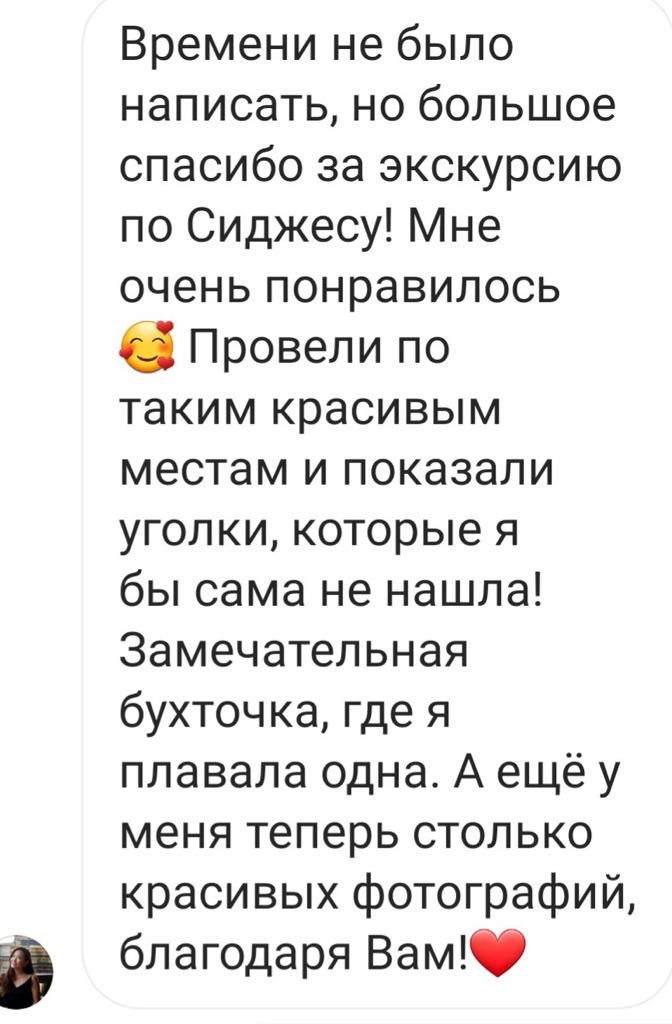 Времени не было
написать, но большое
спасибо за экскурсию
по Сиджесу! Мне
очень понравилось
🥰 Провели по
таким красивым
местам и показали
уголки, которые я
бы сама не нашла!
Замечательная
бухточка, где я
плавала одна. А ещё у
меня теперь столько
красивых фотографий,
благодаря Вам!❤️